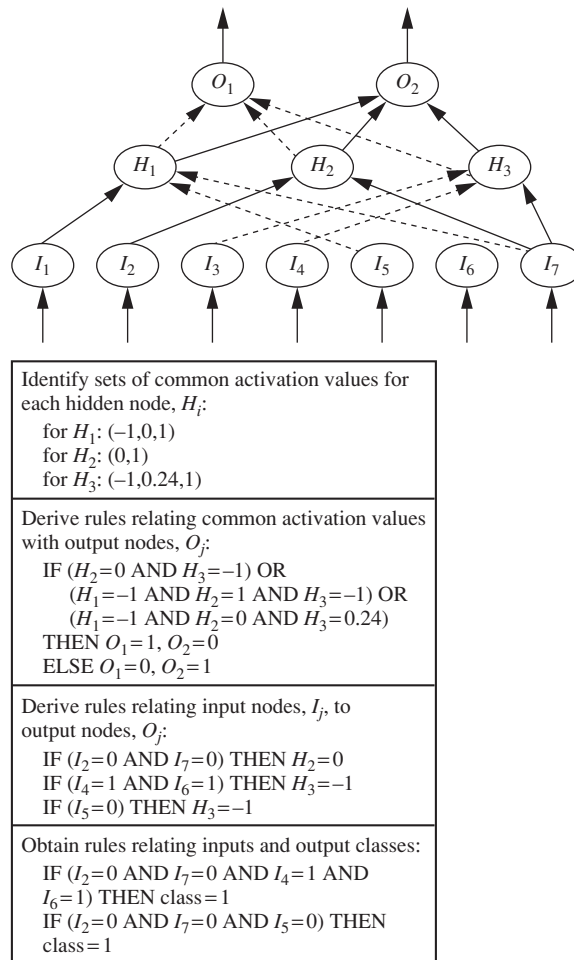 O1 O2
H1 H2 H3
I1 I2 I3 I4 I5 I6 I7
Identify sets of common activation values for
each hidden node, Hi:
for H1: (–1,0,1)
for H2: (0,1)
for H3: (–1,0.24,1)
Derive rules relating common activation values
with output nodes, Oj:
IF (H2=0 AND H3=–1) OR
(H1=–1 AND H2=1 AND H3=–1) OR
(H1=–1 AND H2=0 AND H3=0.24)
THEN O1=1, O2=0
ELSE O1=0, O2=1
Derive rules relating input nodes, Ij, to
output nodes, Oj:
IF (I2=0 AND I7=0) THEN H2=0
IF (I4=1 AND I6=1) THEN H3=–1
IF (I5=0) THEN H3=–1
Obtain rules relating inputs and output classes:
IF (I2=0 AND I7=0 AND I4=1 AND
I6=1) THEN class=1
IF (I2=0 AND I7=0 AND I5=0) THEN
class=1